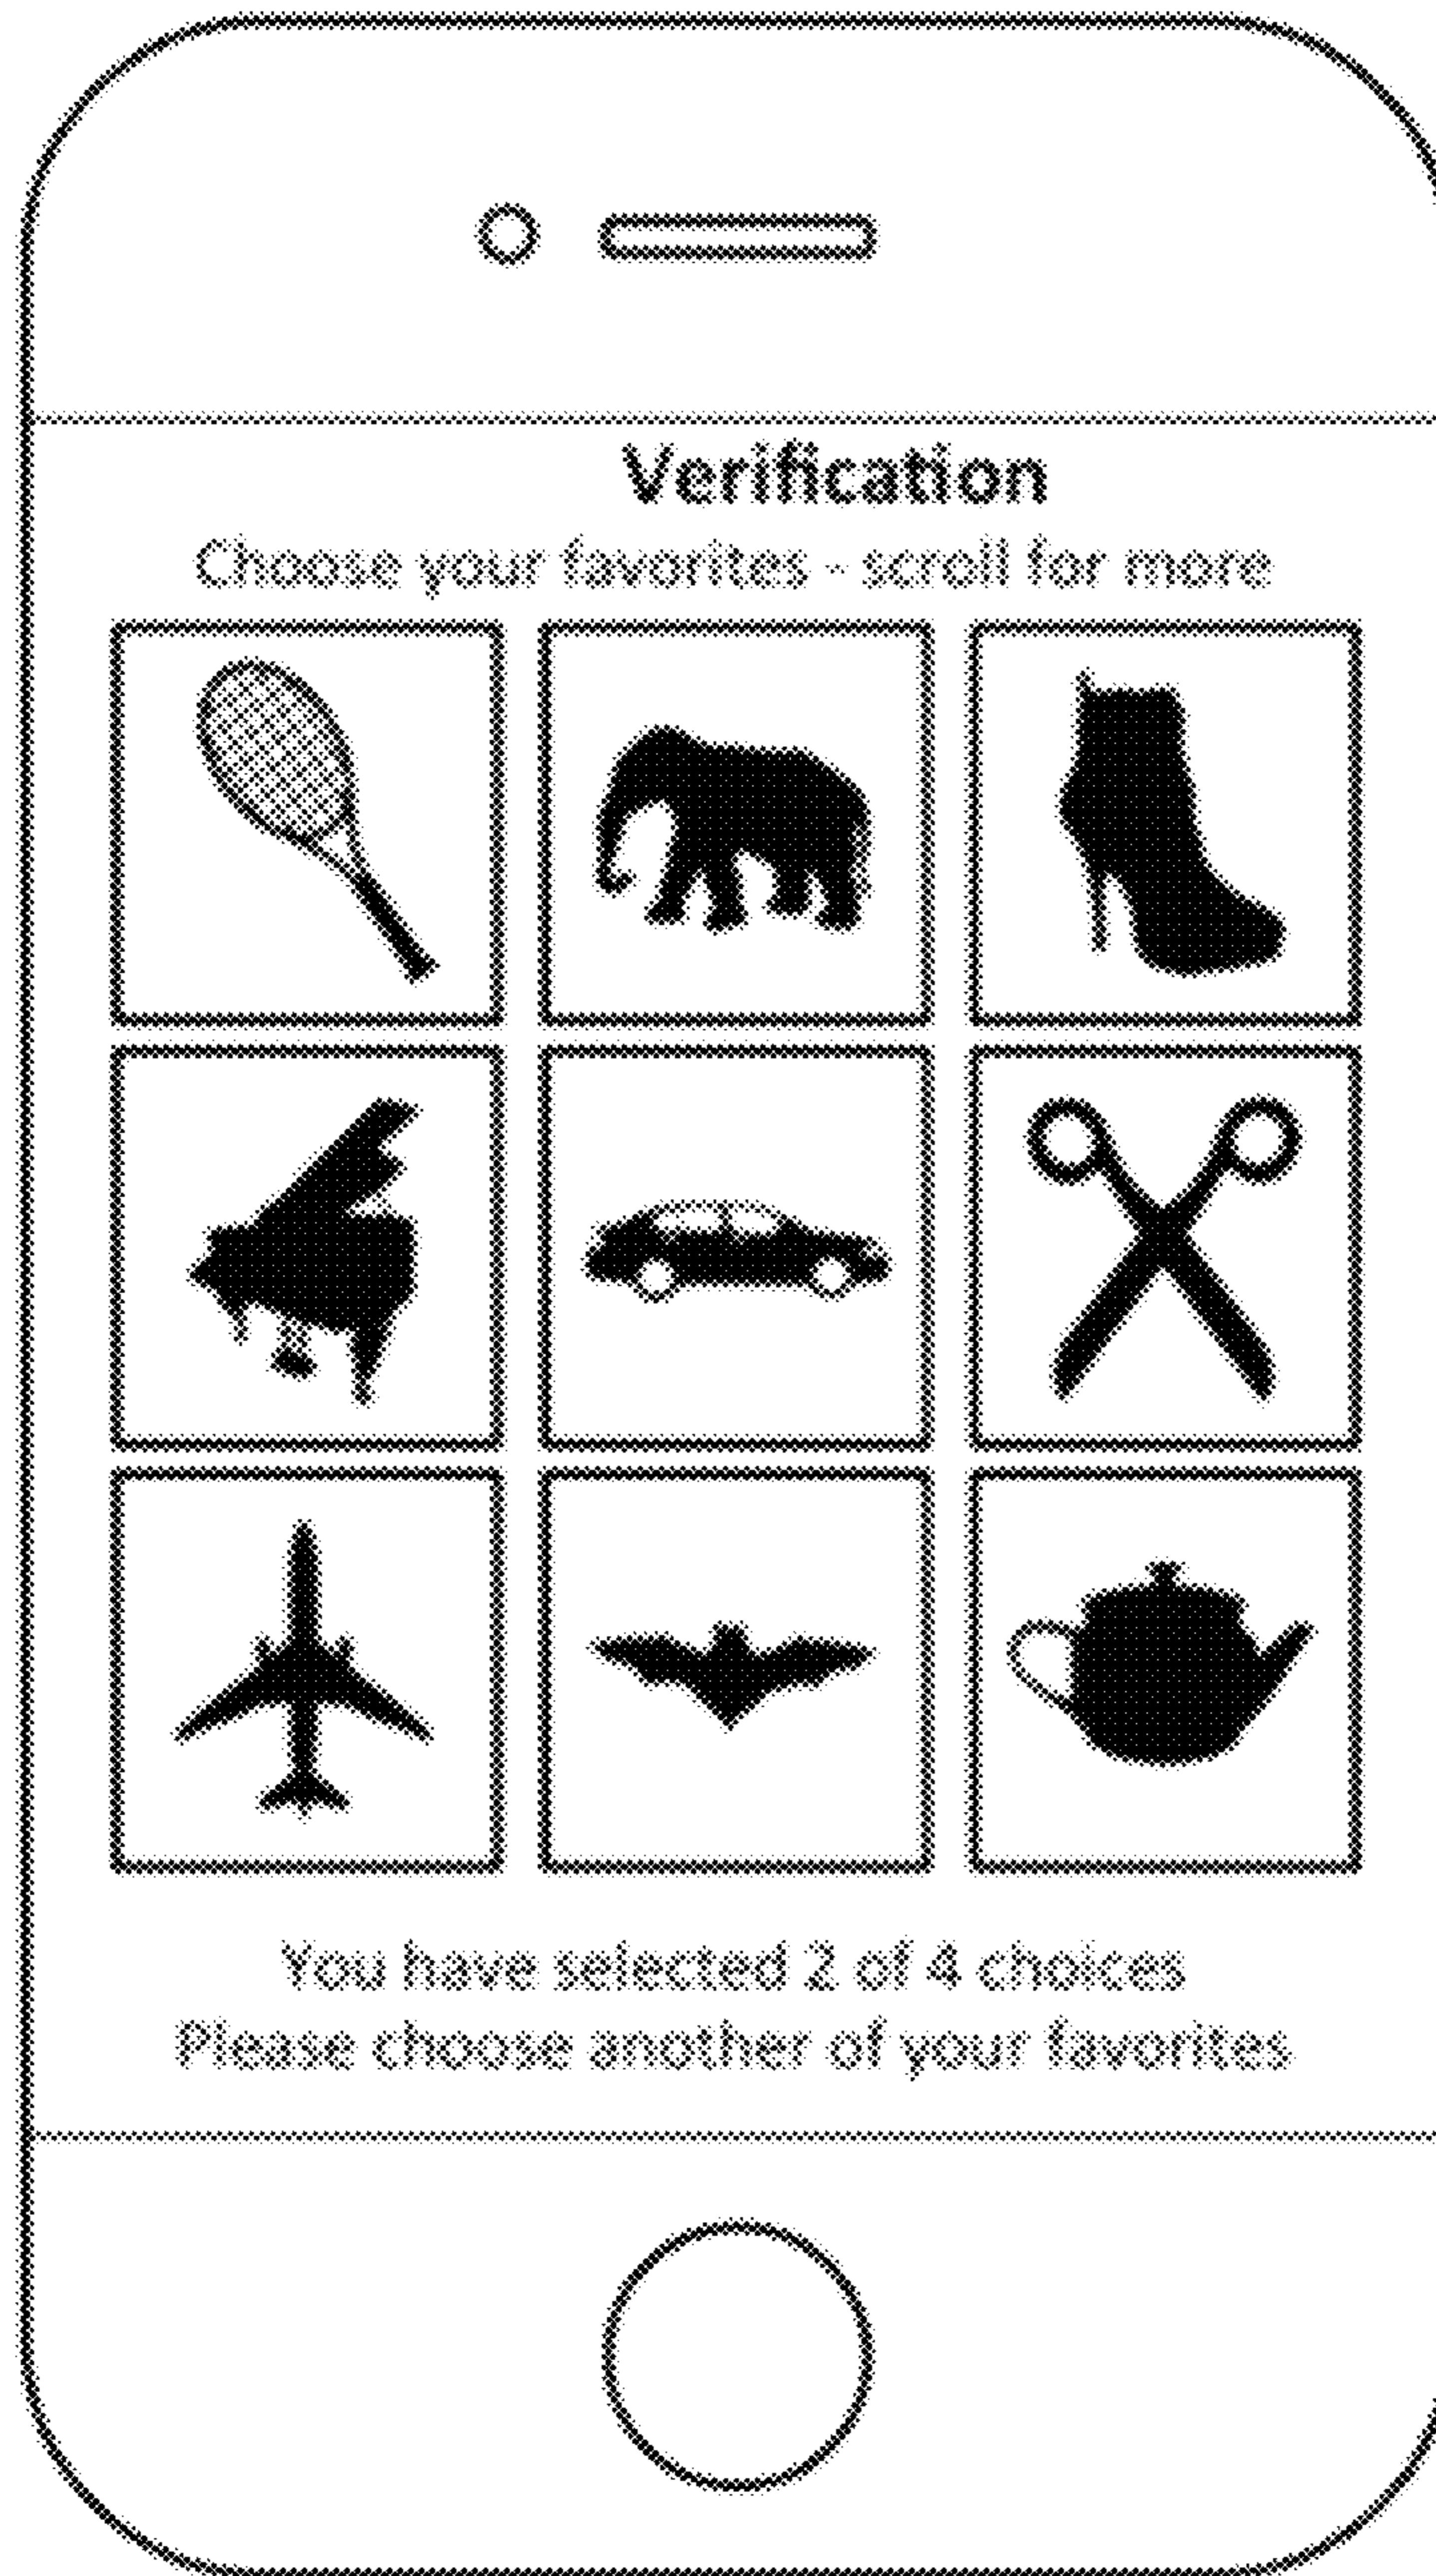 Verification
Choose your favorites - scroll for more
You have selected 2 of 4 choices
Please choose another of your favorites